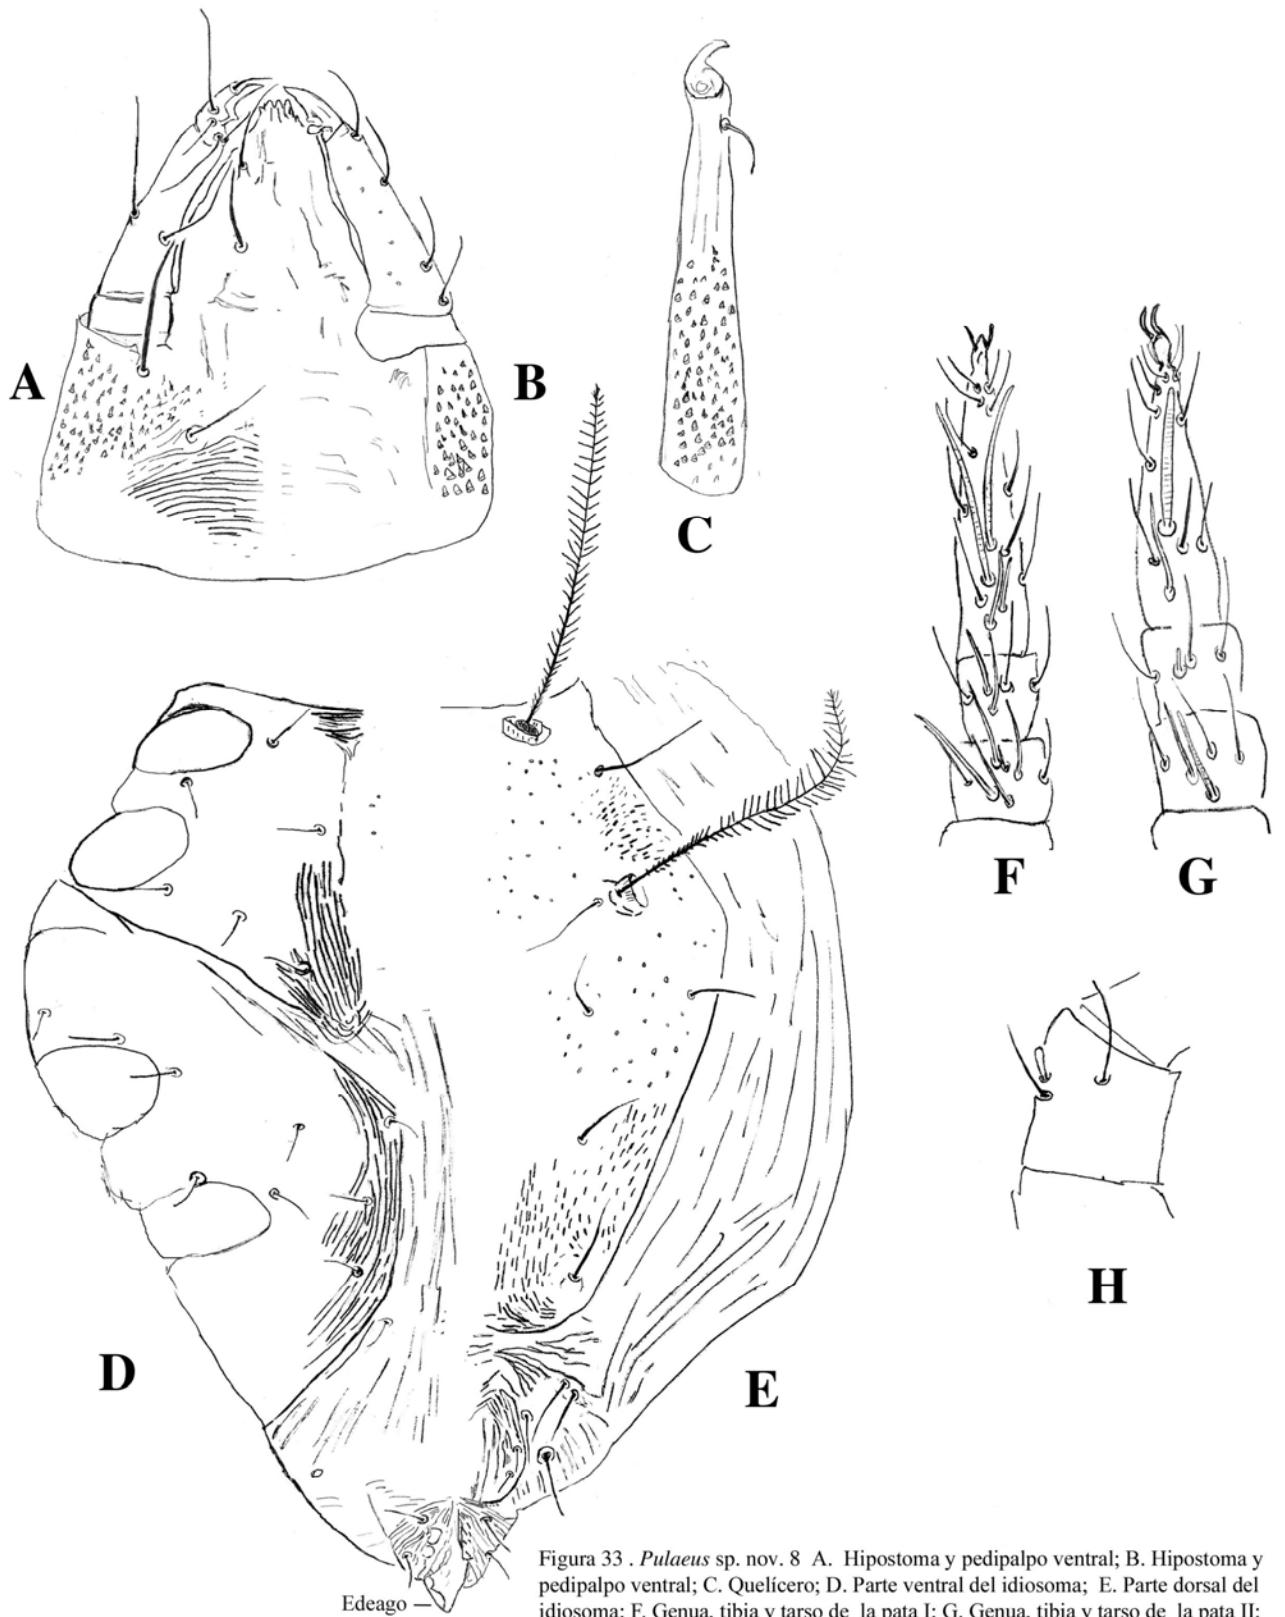 A
B
C
F
G
H
D
E
Edeago
Figura 33 . Pulaeus sp. nov. 8 A. Hipostoma y pedipalpo ventral; B. Hipostoma y
pedipalpo ventral; C. Quelícero; D. Parte ventral del idiosoma; E. Parte dorsal del
idiosoma; F. Genua, tibia y tarso de la pata I; G. Genua, tibia y tarso de la pata II;